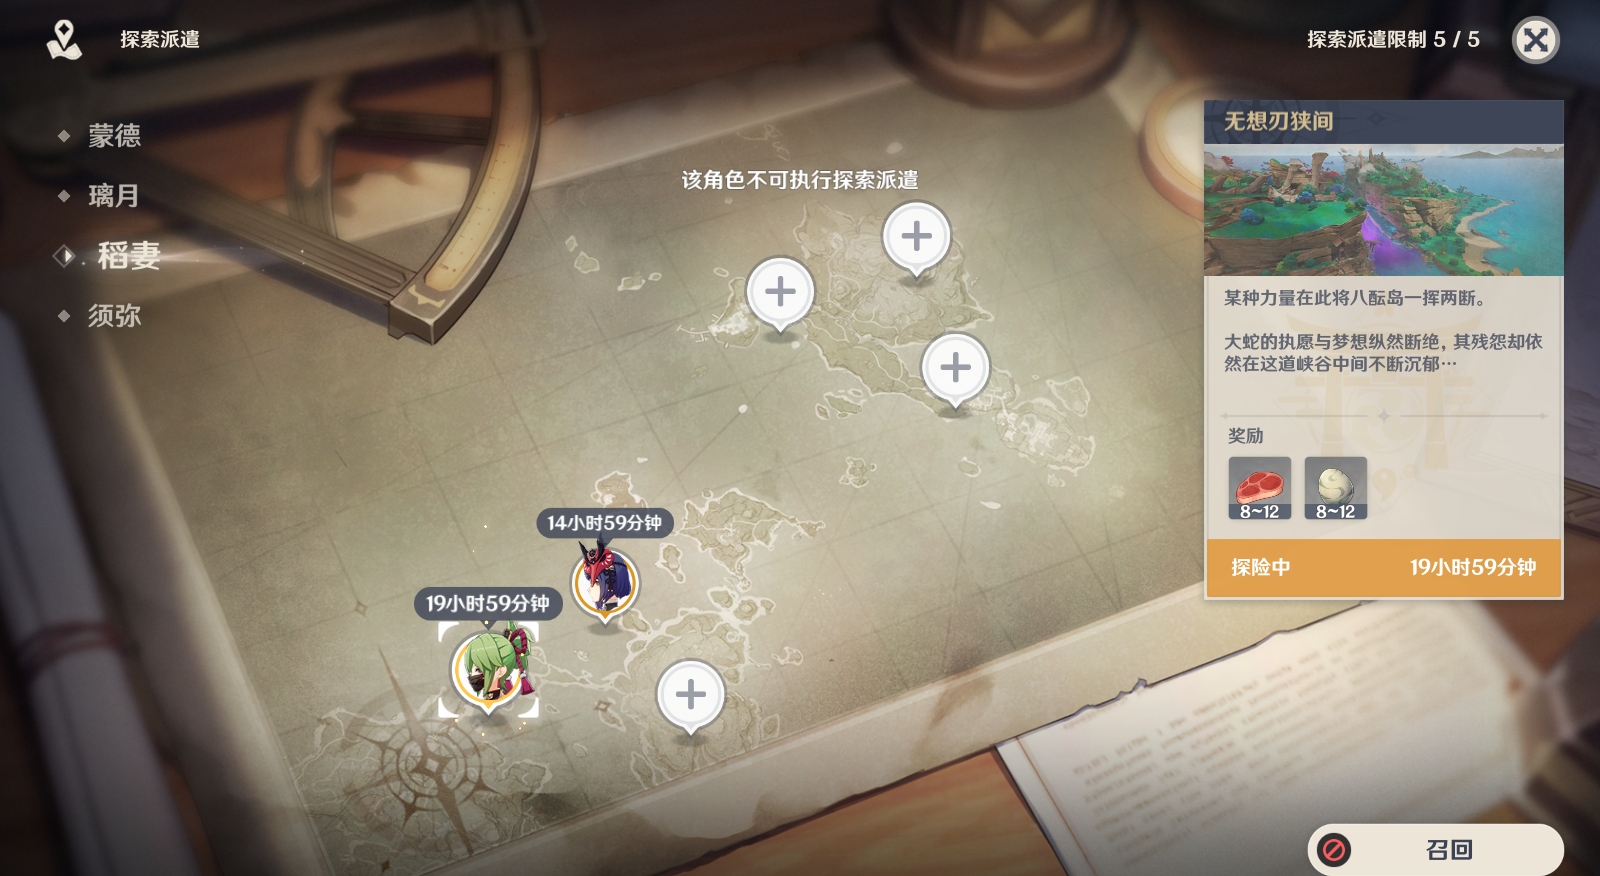 探索派遣
探索派遣限制 5 / 5
蒙德
璃月
稻妻
须弥
该角色不可执行探索派遣
14小时59分钟
19小时59分钟
无想刃狭间
某种力量在此将八酝岛一挥两断。
大蛇的执愿与梦想纵然断绝，其残怨却依
然在这道峡谷中间不断沉郁…
奖励
8~12
8~12
探险中
19小时59分钟
召回